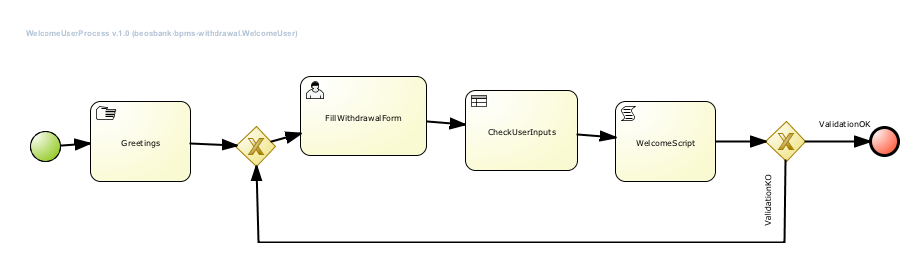 WelcomeUserProcess v.1.0 (beosbank-bpms-withdrawal.WelcomeUser)
Greetings
FillWithdrawalForm
CheckUserInputs
WelcomeScript
ValidationOK
ValidationKO